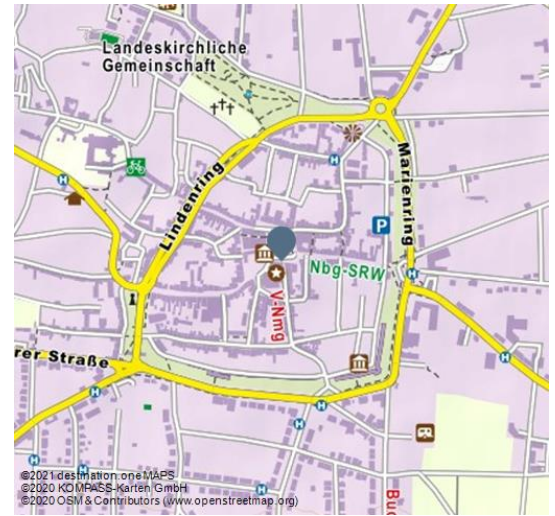 Landeskirchliche
Gemeinschaft
Lindenring
Marienring
H
H
P
Nbg-SRW
H
V-Nmg
rer Straße
H
H
H
H
H
H
Buc
©2021 destination.one MAPS
©2020 KOMPASS-Karten GmbH
©2020 OSM & Contributors (www.openstreetmap.org)